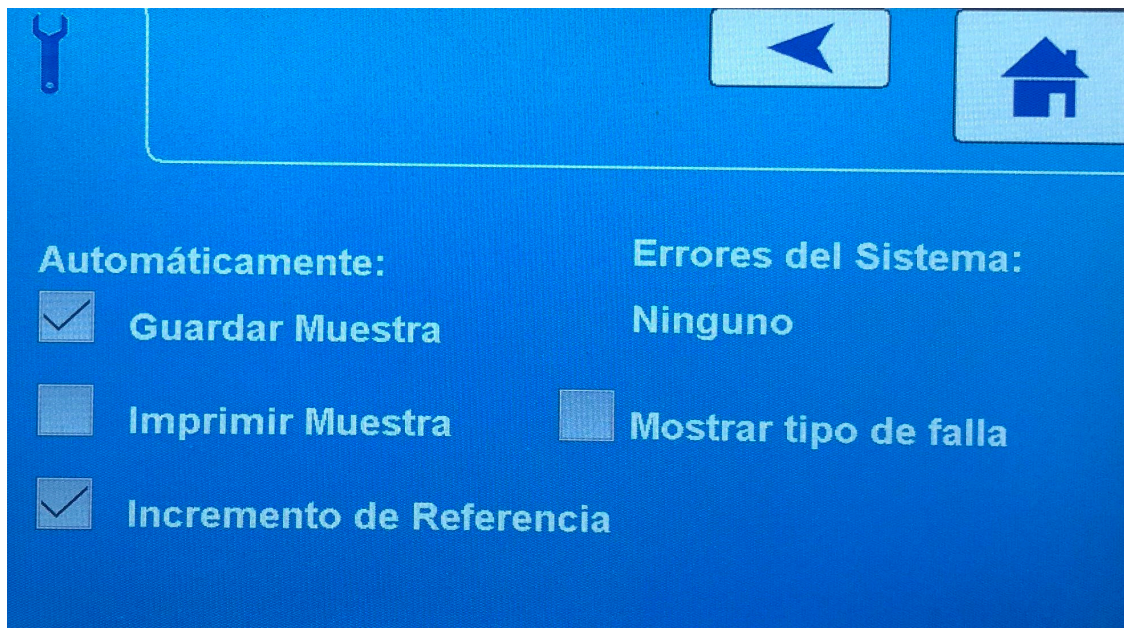 Automáticamente:
Guardar Muestra
Imprimir Muestra
Incremento de Referencia
Errores del Sistema:
Ninguno
Mostrar tipo de falla